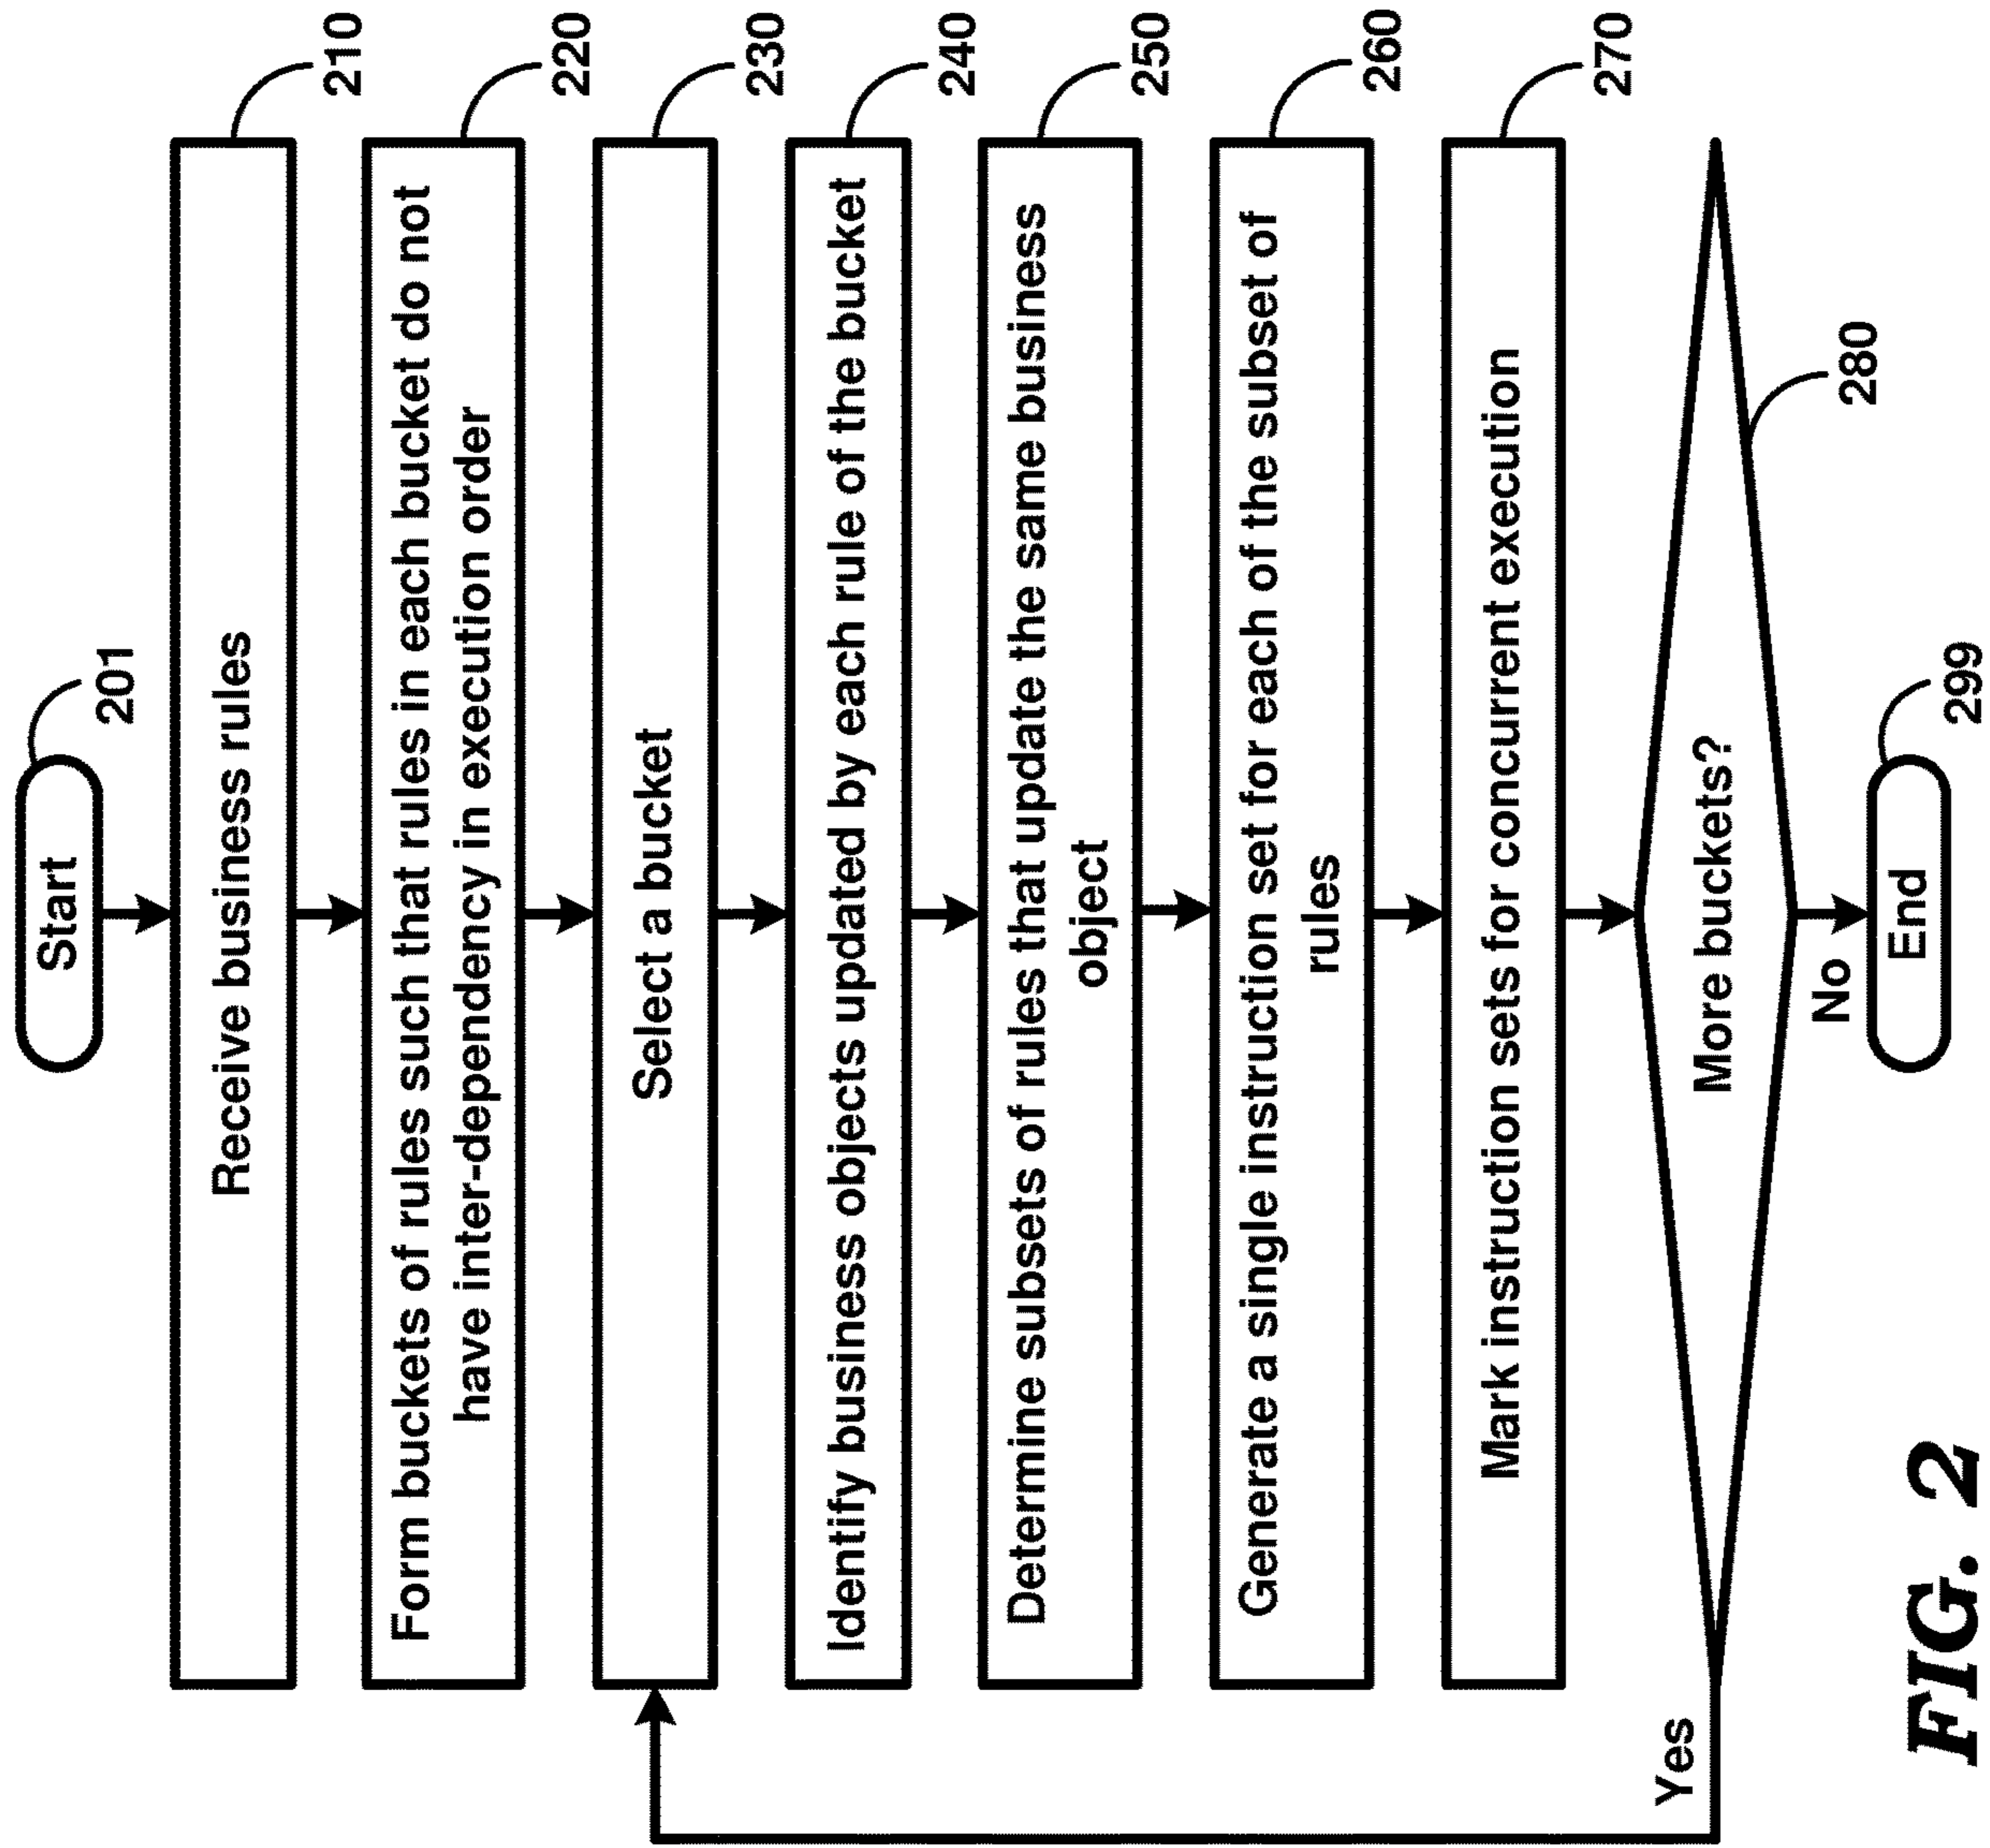 Start
201
Receive business rules
210
Form buckets of rules such that rules in each bucket do not
have inter-dependency in execution order
220
Select a bucket
230
Identify business objects updated by each rule of the bucket
240
Determine subsets of rules that update the same business
object
250
Generate a single instruction set for each of the subset of
rules
260
Mark instruction sets for concurrent execution
270
More buckets?
280
Yes
No
End
299
FIG. 2